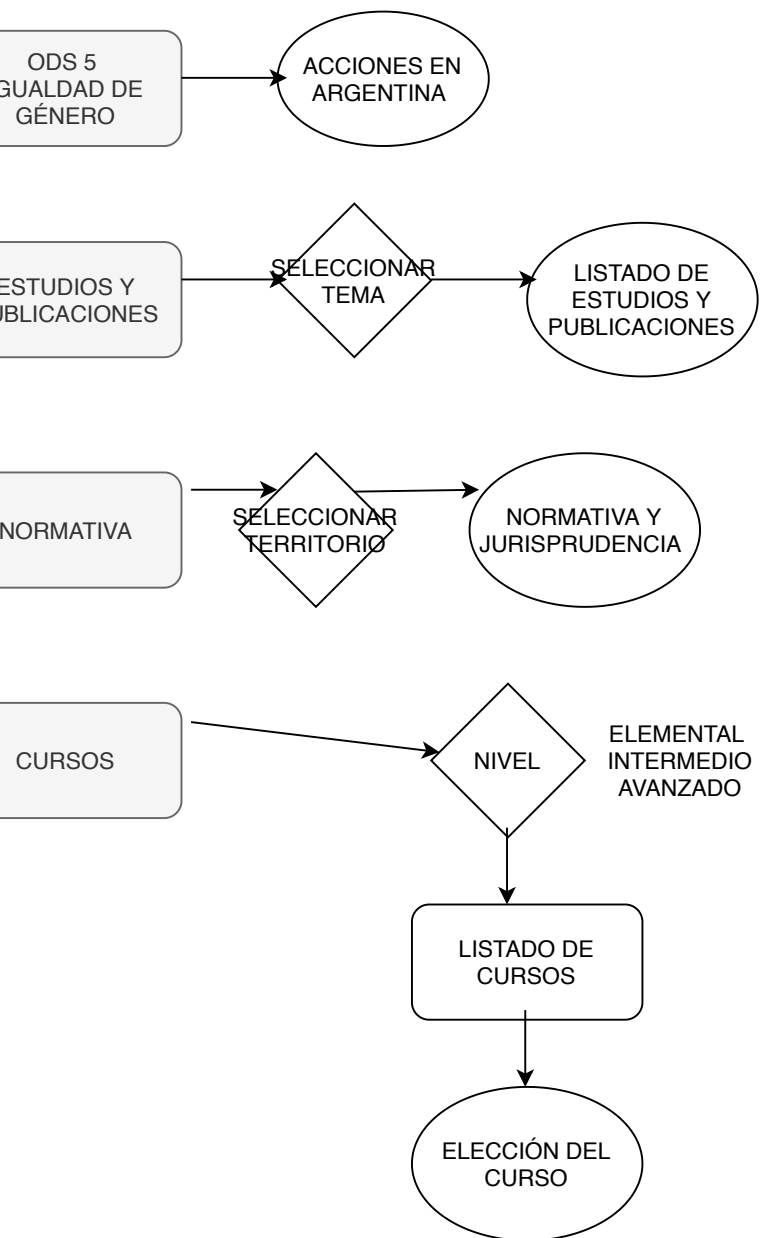 ODS 5
GUALDAD DE
GÉNERO
ACCIONES EN
ARGENTINA
ESTUDIOS Y
UBLICACIONES
SELECCIONAR
TEMA
LISTADO DE
ESTUDIOS Y
PUBLICACIONES
NORMATIVA
SELECCIONAR
TERRITORIO
NORMATIVA Y
JURISPRUDENCIA
CURSOS
NIVEL
ELEMENTAL
INTERMEDIO
AVANZADO
LISTADO DE
CURSOS
ELECCIÓN DEL
CURSO